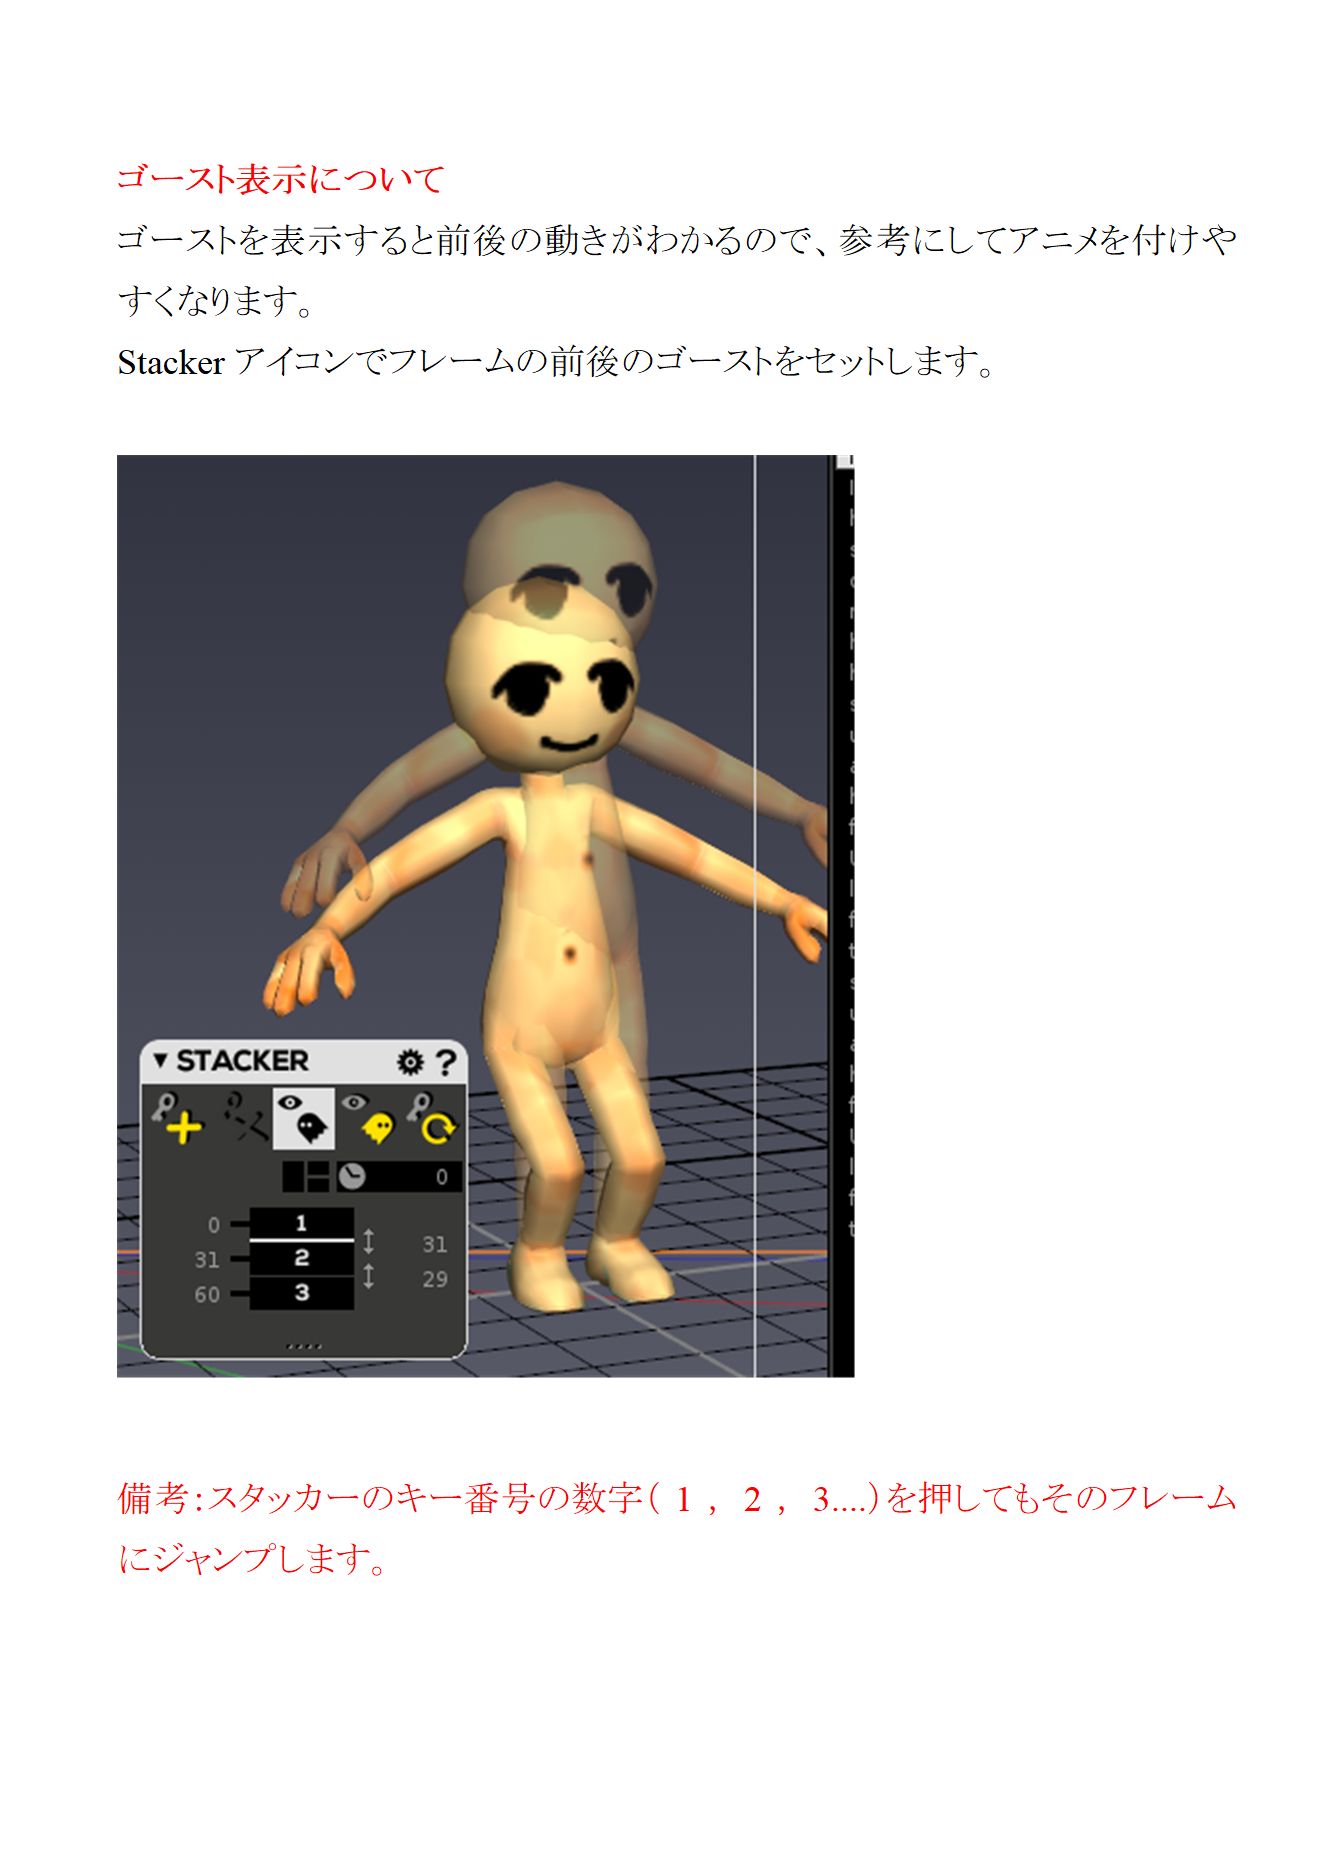 ゴースト表示について
ゴーストを表示すると前後の動きがわかるので、参考にしてアニメを付けや
すくなります。
Stacker アイコンでフレームの前後のゴーストをセットします。
▼ STACKER ?
0
0 1
31 2 31
60 3 29
備考：スタッカーのキー番号の数字（ 1 ， 2 ， 3....）を押してもそのフレーム
にジャンプします。